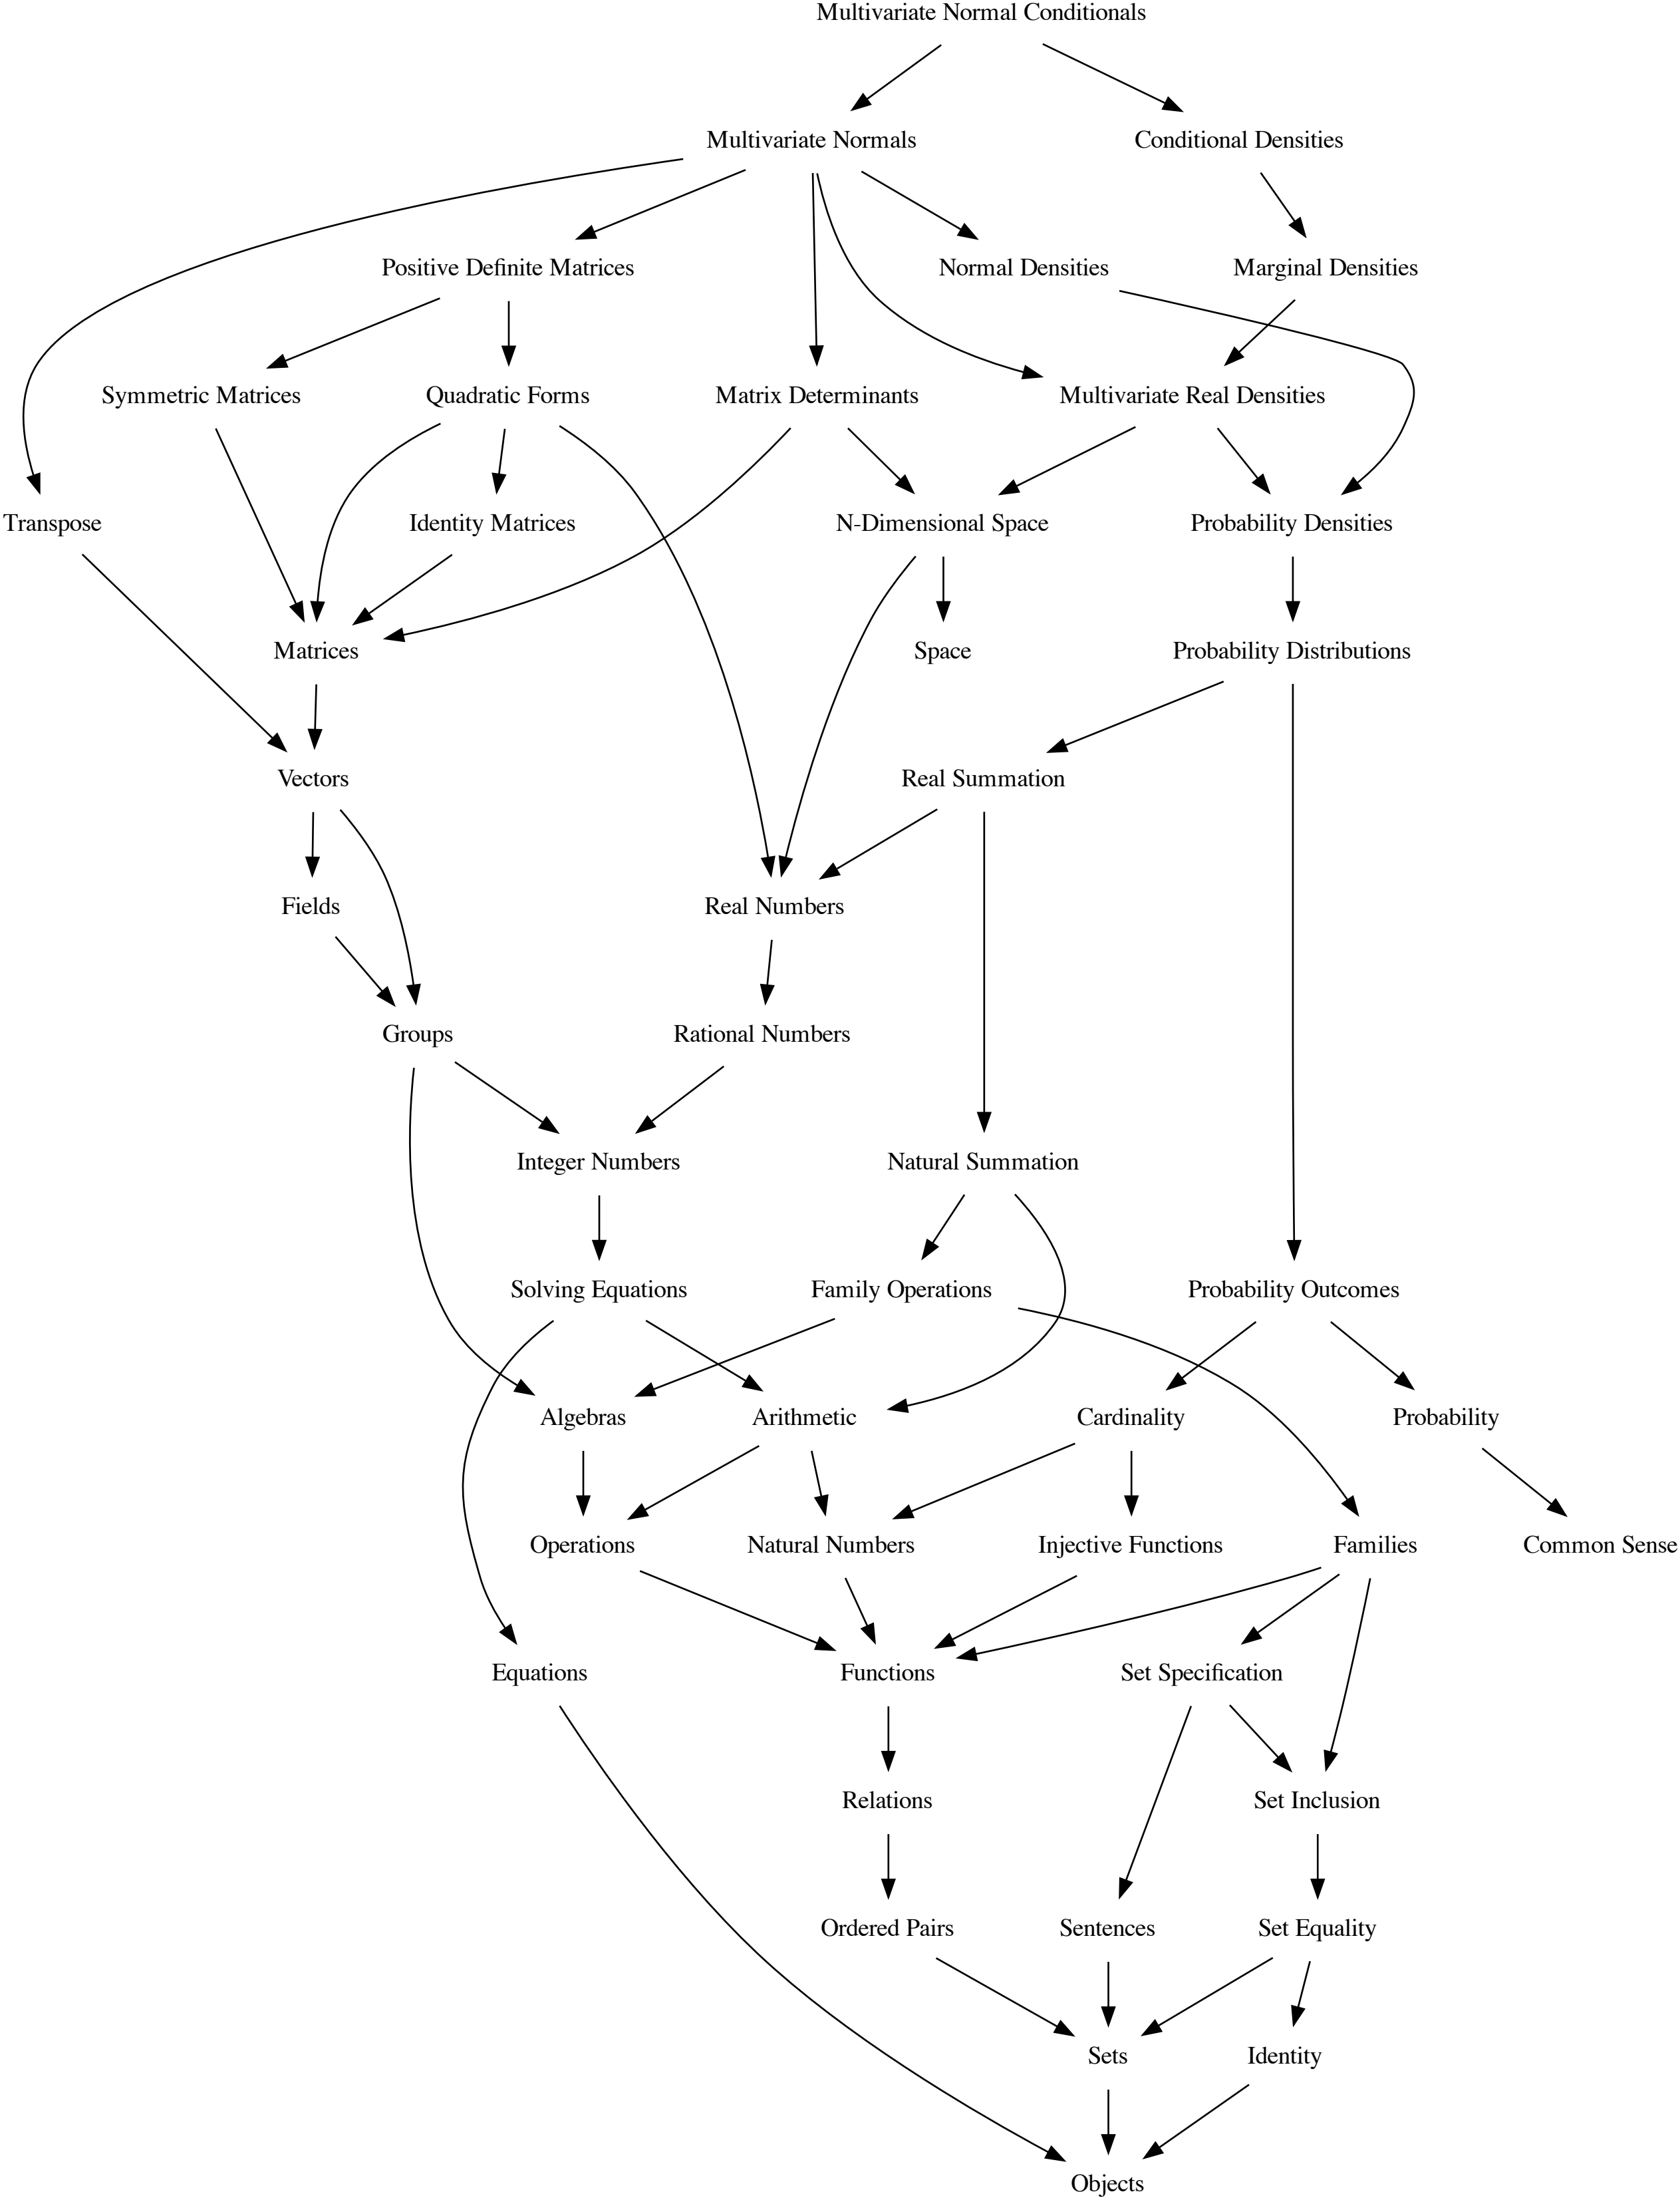 Multivariate Normal Conditionals
Multivariate Normals
Conditional Densities
Positive Definite Matrices
Normal Densities
Marginal Densities
Symmetric Matrices
Quadratic Forms
Matrix Determinants
Multivariate Real Densities
Transpose
Identity Matrices
N-Dimensional Space
Probability Densities
Matrices
Space
Probability Distributions
Vectors
Real Summation
Fields
Real Numbers
Groups
Rational Numbers
Integer Numbers
Natural Summation
Solving Equations
Family Operations
Probability Outcomes
Algebras
Arithmetic
Cardinality
Probability
Operations
Natural Numbers
Injective Functions
Families
Common Sense
Equations
Functions
Set Specification
Relations
Set Inclusion
Ordered Pairs
Sentences
Set Equality
Sets
Identity
Objects